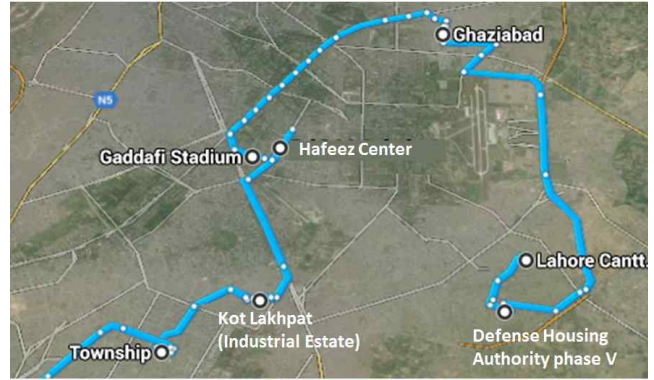 Ghaziabad
N5
Hafeez Center
Gaddafi Stadium
Lahore Cantt.
Kot Lakhpat
(Industrial Estate)
Defense Housing
Authority phase V
Township